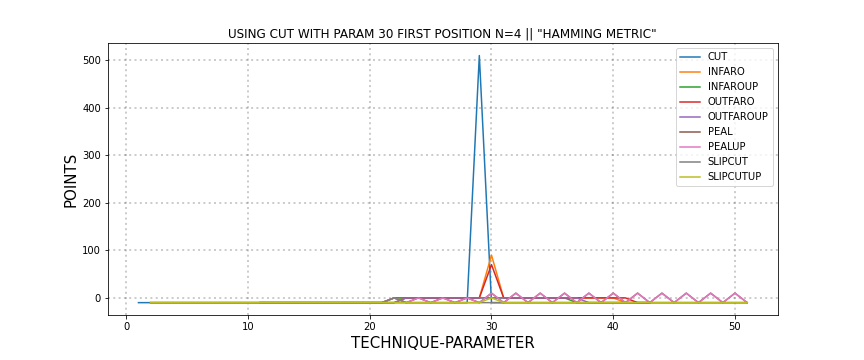 USING CUT WITH PARAM 30 FIRST POSITION N=4 || "HAMMING METRIC"
500
400
300
200
100
0
POINTS
CUT
INFARO
INFAROUP
OUTFARO
OUTFAROUP
PEAL
PEALUP
SLIPCUT
SLIPCUTUP
0 10 20 30 40 50
TECHNIQUE-PARAMETER